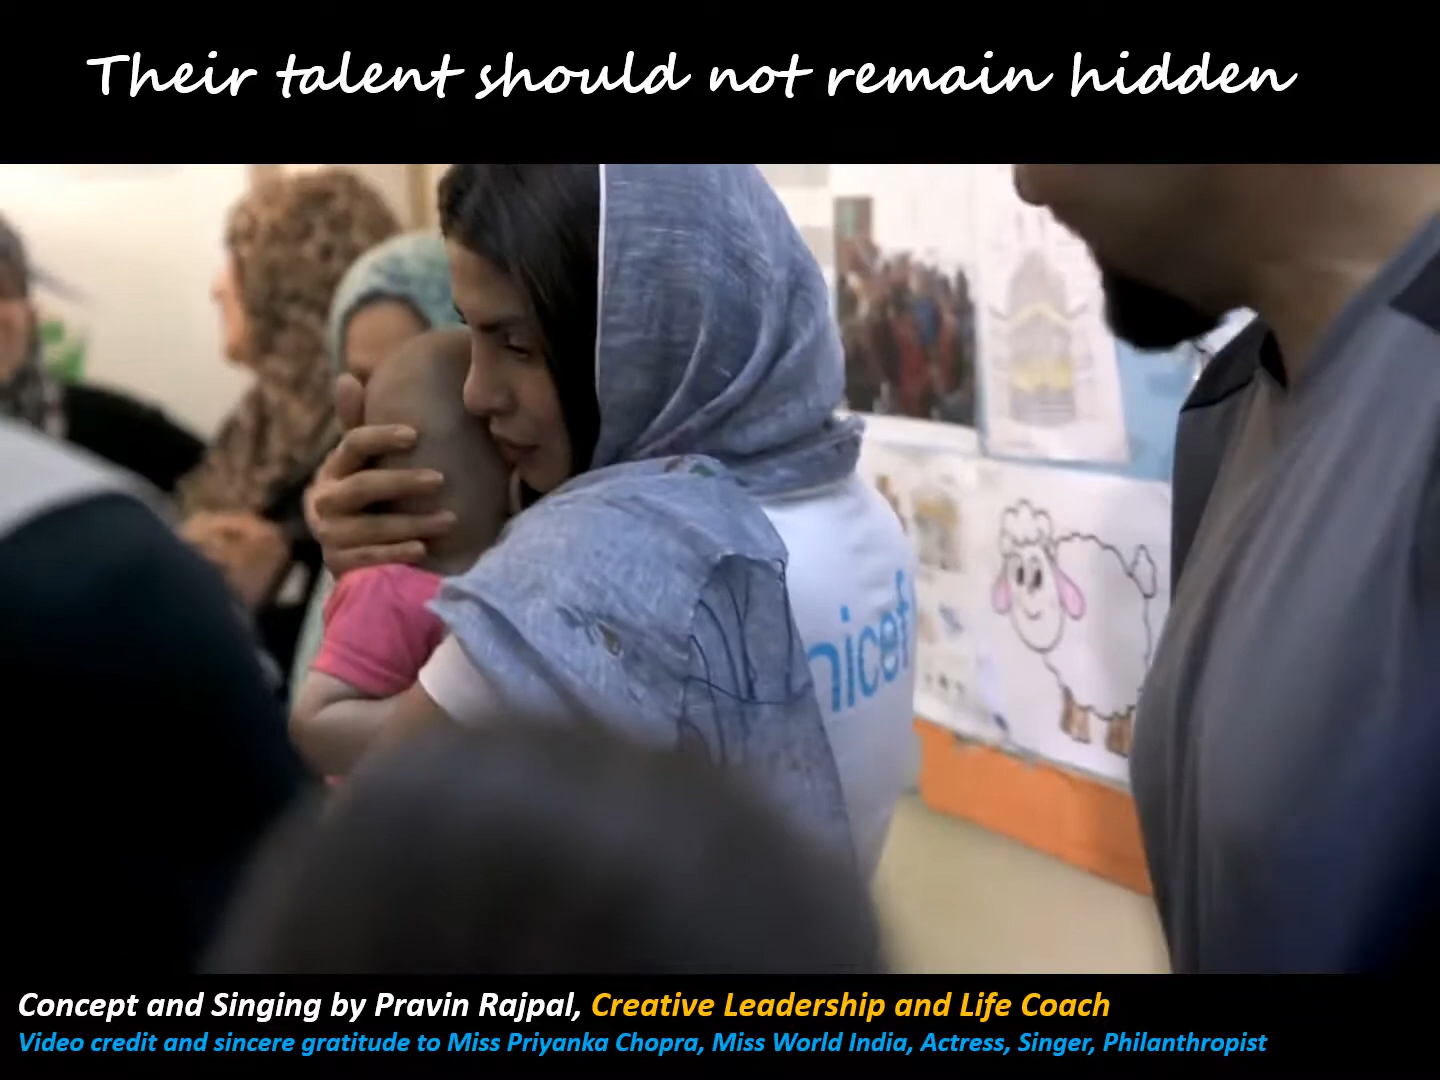 Their talent should not remain hidden
nicef
Concept and Singing by Pravin Rajpal, Creative Leadership and Life Coach
Video credit and sincere gratitude to Miss Priyanka Chopra, Miss World India, Actress, Singer, Philanthropist